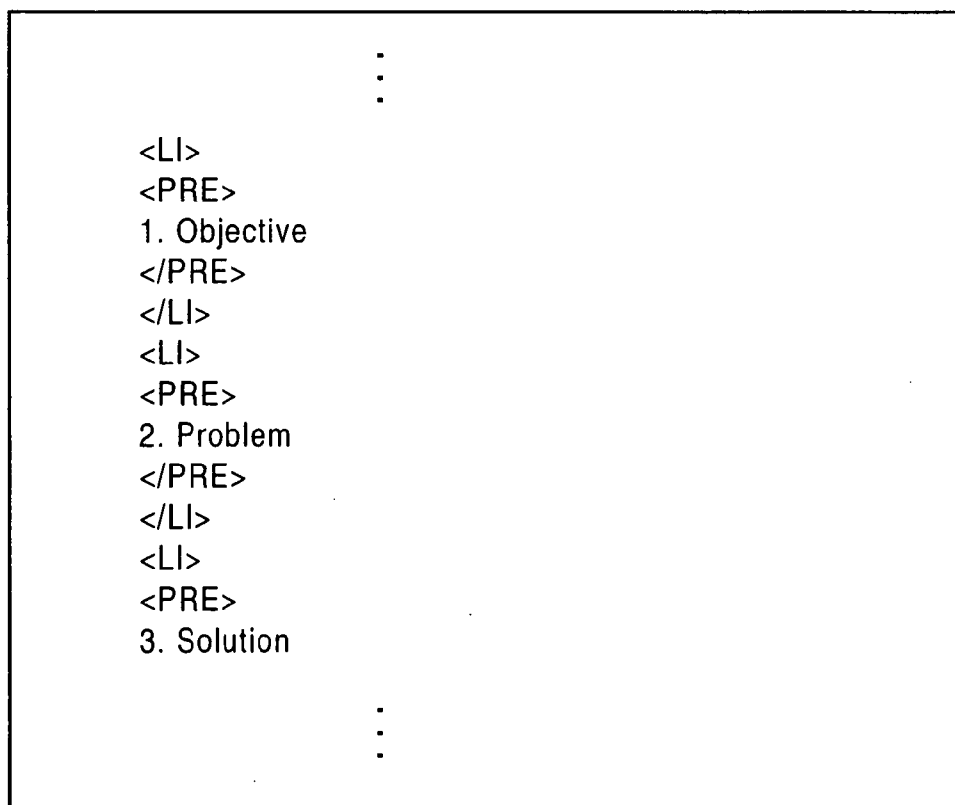 <LI>
<PRE>
1. Objective
</PRE>
</LI>
<LI>
<PRE>
2. Problem
</PRE>
</LI>
<LI>
<PRE>
3. Solution